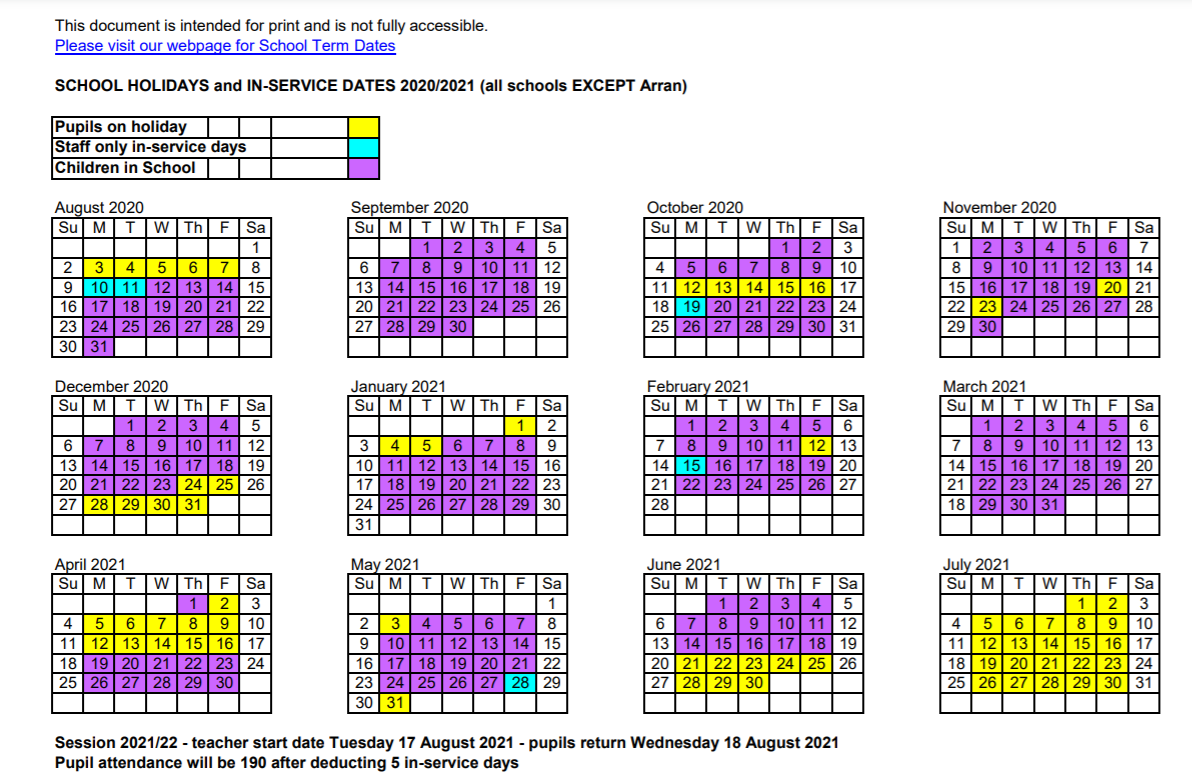 This document is intended for print and is not fully accessible.
Please visit our webpage for School Term Dates
SCHOOL HOLIDAYS and IN-SERVICE DATES 2020/2021 (all schools EXCEPT Arran)
Pupils on holiday
Staff only in-service days
Children in School
August 2020
Su M T W Th F Sa
1
2 3 4 5 6 7 8
9 10 11 12 13 14 15
16 17 18 19 20 21 22
23 24 25 26 27 28 29
30 31
September 2020
Su M T W Th F Sa
1 2 3 4 5
6 7 8 9 10 11 12
13 14 15 16 17 18 19
20 21 22 23 24 25 26
27 28 29 30
October 2020
Su M T W Th F Sa
1 2 3
4 5 6 7 8 9 10
11 12 13 14 15 16 17
18 19 20 21 22 23 24
25 26 27 28 29 30 31
November 2020
Su M T W Th F Sa
1 2 3 4 5 6 7
8 9 10 11 12 13 14
15 16 17 18 19 20 21
22 23 24 25 26 27 28
29 30
December 2020
Su M T W Th F Sa
1 2 3 4 5
6 7 8 9 10 11 12
13 14 15 16 17 18 19
20 21 22 23 24 25 26
27 28 29 30 31
January 2021
Su M T W Th F Sa
1 2
3 4 5 6 7 8 9
10 11 12 13 14 15 16
17 18 19 20 21 22 23
24 25 26 27 28 29 30
31
February 2021
Su M T W Th F Sa
1 2 3 4 5 6
7 8 9 10 11 12 13
14 15 16 17 18 19 20
21 22 23 24 25 26 27
28
March 2021
Su M T W Th F Sa
1 2 3 4 5 6
7 8 9 10 11 12 13
14 15 16 17 18 19 20
21 22 23 24 25 26 27
18 29 30 31
April 2021
Su M T W Th F Sa
1 2 3
4 5 6 7 8 9 10
11 12 13 14 15 16 17
18 19 20 21 22 23 24
25 26 27 28 29 30
May 2021
Su M T W Th F Sa
1
2 3 4 5 6 7 8
9 10 11 12 13 14 15
16 17 18 19 20 21 22
23 24 25 26 27 28 29
30 31
June 2021
Su M T W Th F Sa
1 2 3 4 5
6 7 8 9 10 11 12
13 14 15 16 17 18 19
20 21 22 23 24 25 26
27 28 29 30
July 2021
Su M T W Th F Sa
1 2 3
4 5 6 7 8 9 10
11 12 13 14 15 16 17
18 19 20 21 22 23 24
25 26 27 28 29 30 31
Session 2021/22 - teacher start date Tuesday 17 August 2021 - pupils return Wednesday 18 August 2021
Pupil attendance will be 190 after deducting 5 in-service days